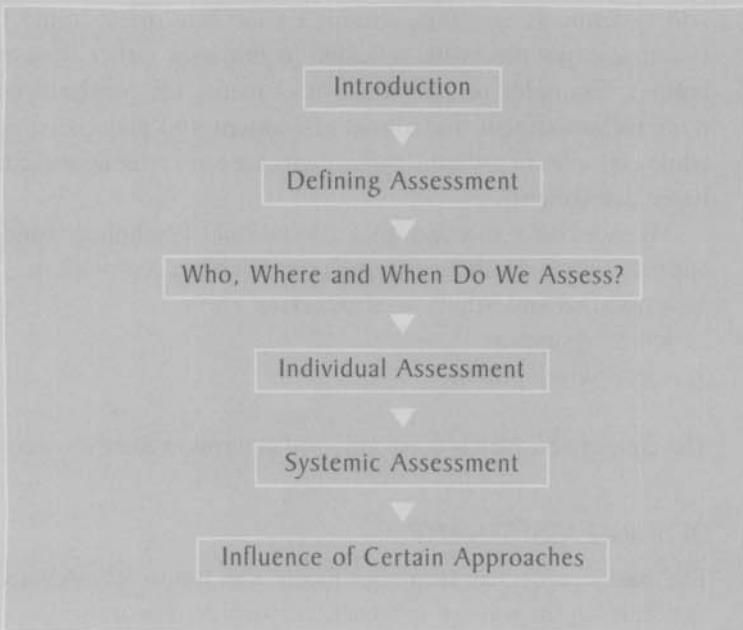 Introduction
Defining Assessment
Who, Where and When Do We Assess?
Individual Assessment
Systemic Assessment
Influence of Certain Approaches